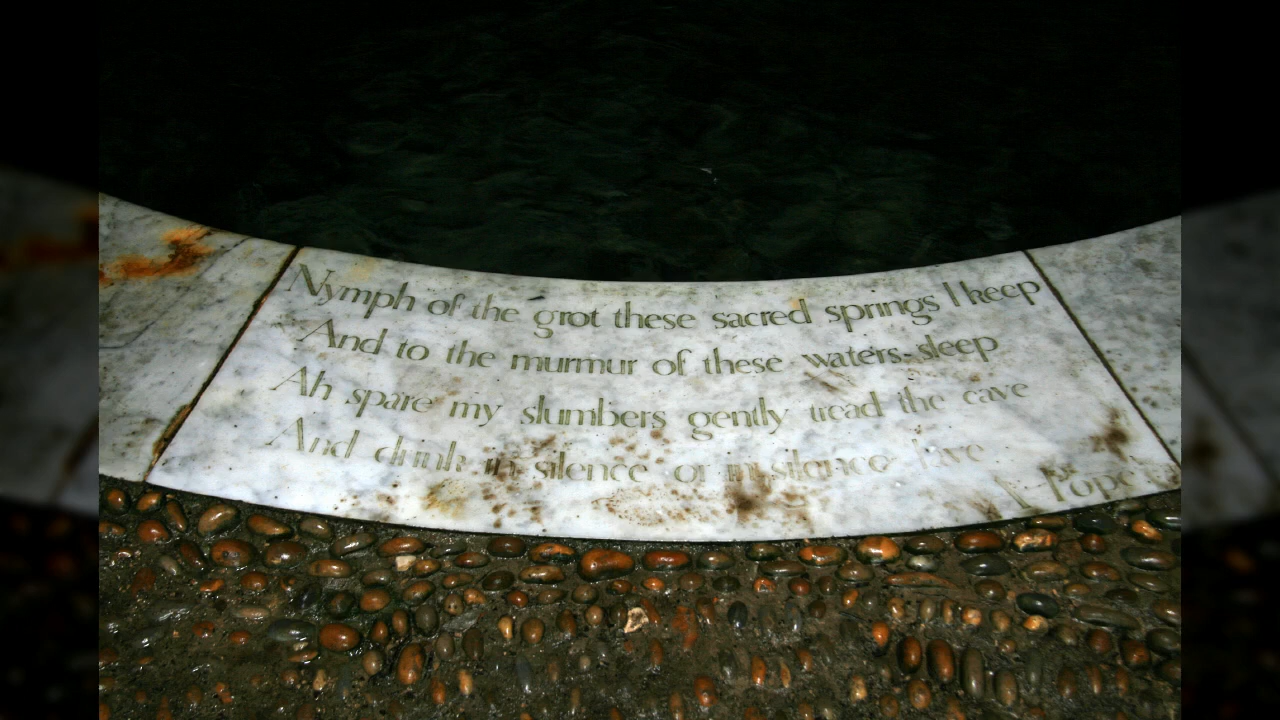 Nymph of the grot these sacred springs I keep
And to the murmur of these waters sleep
Ah spare my slumbers gently tread the cave
And drink in silence or in silence lave
A Pope